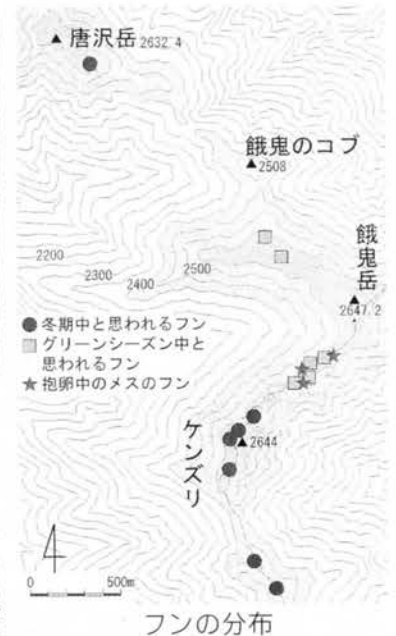 唐沢岳 2632.4
餓鬼のコブ
2508
餓鬼岳
2647.2
2200
2300
2400
2500
冬期中と思われるフン
グリーンシーズン中と
思われるフン
抱卵中のメスのフン
ケンズリ
2644
0 500m
フンの分布